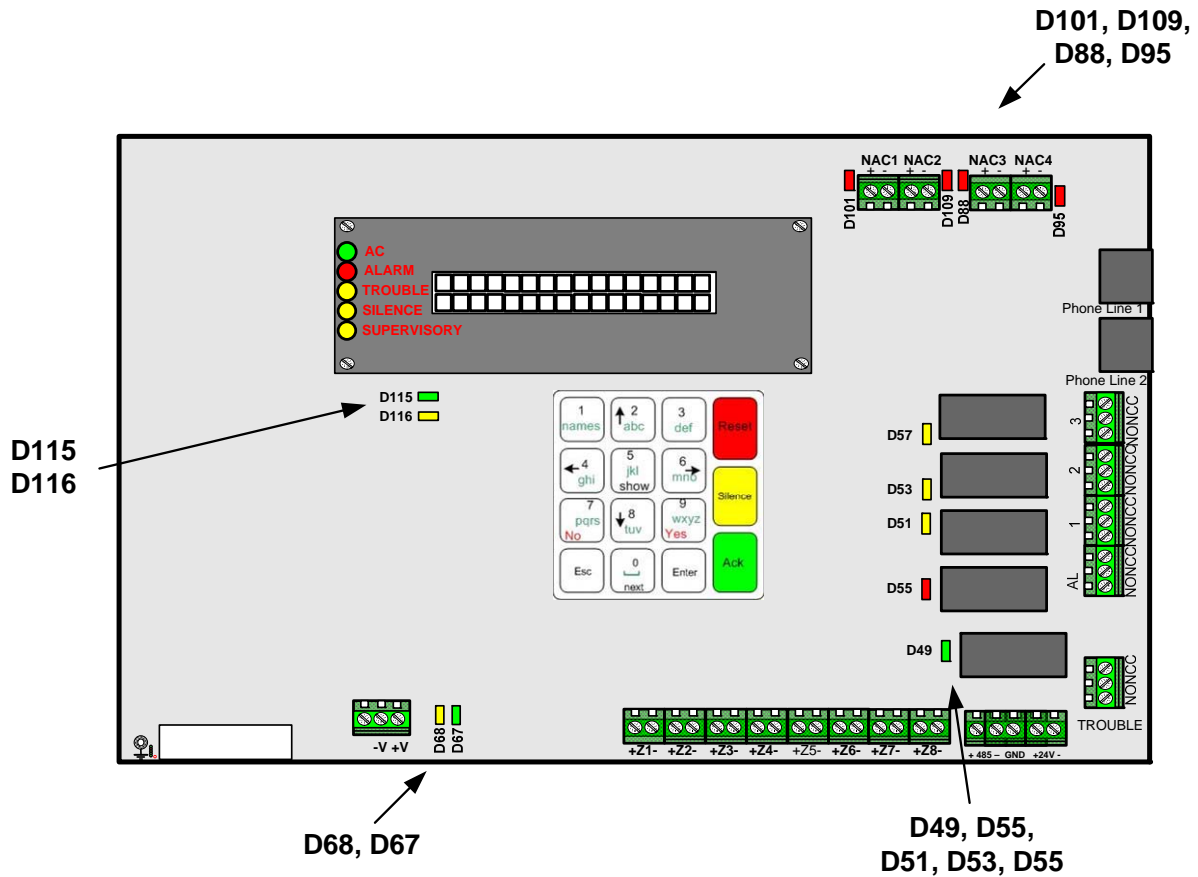 D101, D109,
D88, D95
NAC1 NAC2 NAC3 NAC4
+ - + - + - + -
D101
D109
D88
D95
AC
ALARM
TROUBLE
SILENCE
SUPERVISORY
Phone Line 1
Phone Line 2
D115
D116
D115
D116
1
names
2
abc
3
def
Reset
4
ghi
5
jkl
show
6
mno
Silence
7
pqrs
No
8
tuv
9
wxyz
Yes
Ack
Esc
0
next
Enter
D57
D53
D51
D55
D49
3
NONCC
2
NONCC
1
NONCC
AL
NONCC
NONCC
TROUBLE
-V +V
D68
D67
+Z1- +Z2- +Z3- +Z4- +Z5- +Z6- +Z7- +Z8-
+ 485 – GND +24V -
D68, D67
D49, D55,
D51, D53, D55